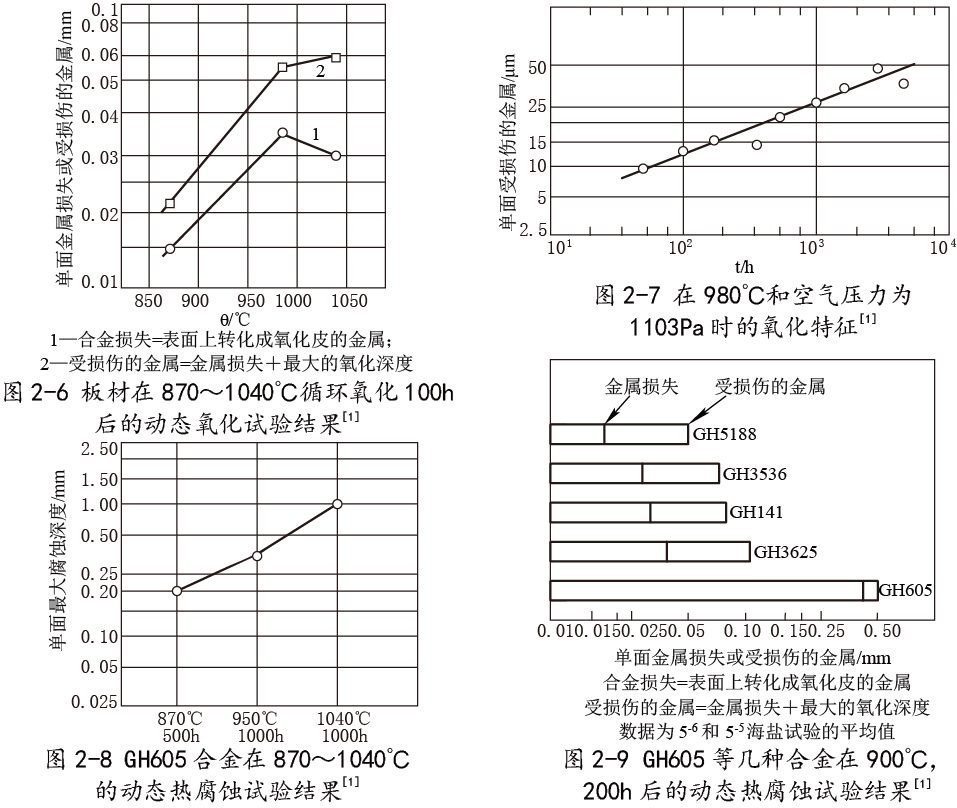 单面金属损失或受损伤的金属/mm
0.1
0.08
0.06
0.05
0.04
0.03
0.02
0.01
2
1
850 900 950 1000 1050
θ/℃
1—合金损失=表面上转化成氧化皮的金属;
2—受损伤的金属=金属损失+最大的氧化深度
图 2-6 板材在 870～1040℃循环氧化 100h
后的动态氧化试验结果[1]
单面受损伤的金属/μm
50
25
15
10
5
2.5
10¹ 10² 10³ 10⁴
t/h
图 2-7 在 980℃和空气压力为
1103Pa 时的氧化特征[1]
单面最大腐蚀深度/mm
2.50
1.50
1.00
0.50
0.25
0.20
0.10
0.05
0.025
870℃ 950℃ 1040℃
500h 1000h 1000h
图 2-8 GH605 合金在 870～1040℃
的动态热腐蚀试验结果[1]
金属损失 受损伤的金属
GH5188
GH3536
GH141
GH3625
GH605
0.01 0.015 0.025 0.05 0.10 0.15 0.25 0.50
单面金属损失或受损伤的金属/mm
合金损失=表面上转化成氧化皮的金属
受损伤的金属=金属损失+最大的氧化深度
数据为 5-6 和 5-5 海盐试验的平均值
图 2-9 GH605 等几种合金在 900℃,
200h 后的动态热腐蚀试验结果[1]